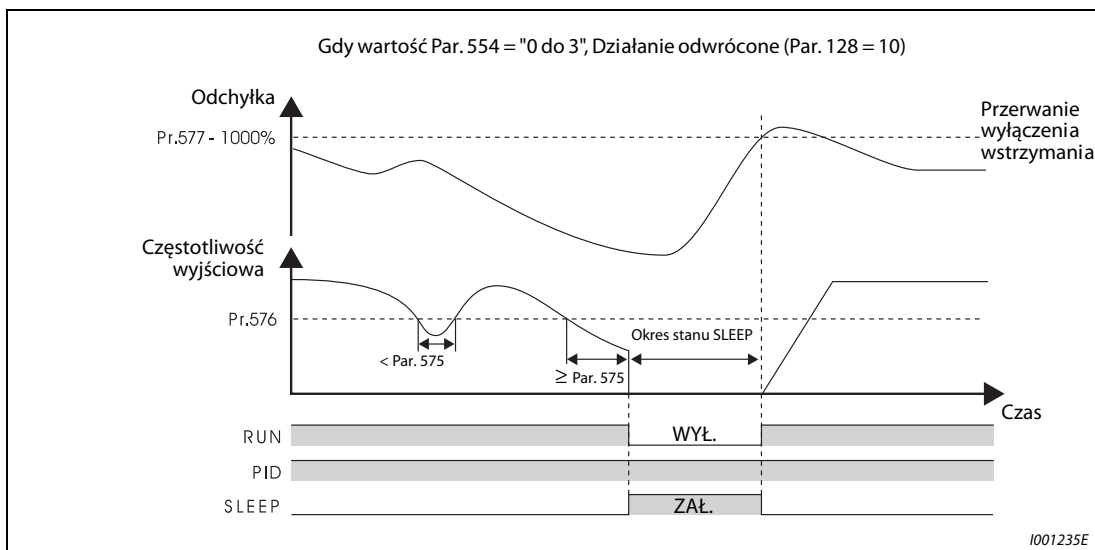 Gdy wartość Par. 554 = "0 do 3", Działanie odwrócone (Par. 128 = 10)
Odchyłka
Pr.577 - 1000%
Przerwanie
wyłączenia
wstrzymania
Częstotliwość
wyjściowa
Pr.576
Okres stanu SLEEP
< Par. 575
≥ Par. 575
Czas
RUN
WYŁ.
PID
SLEEP
ZAŁ.
I001235E